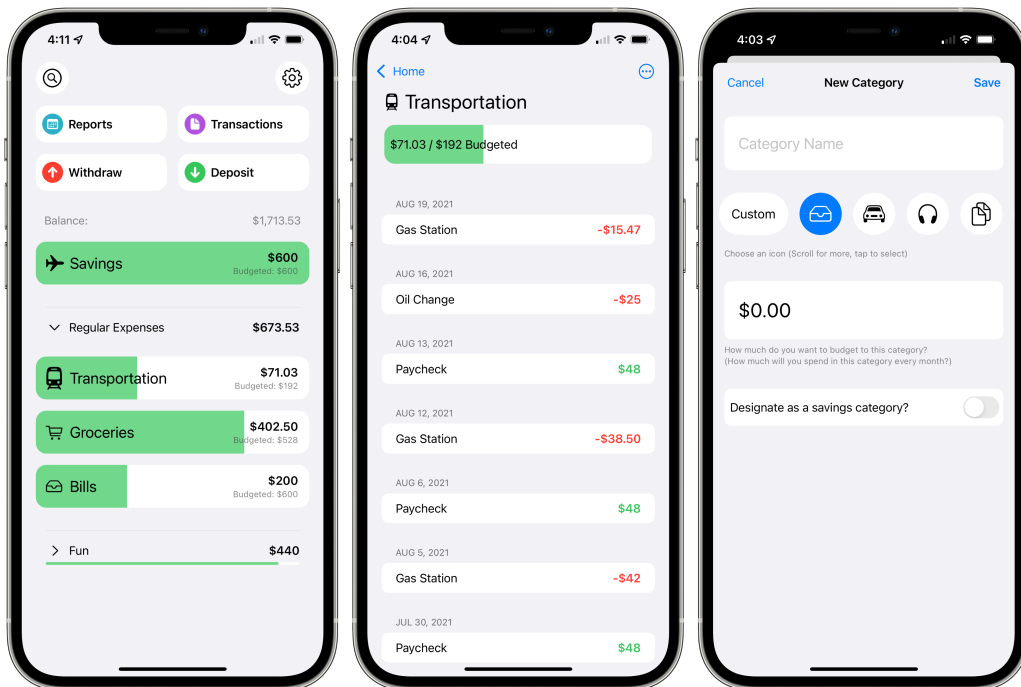 4:11
Reports
Transactions
Withdraw
Deposit
Balance:
$1,713.53
Savings
$600
Budgeted: $600
Regular Expenses
$673.53
Transportation
$71.03
Budgeted: $192
Groceries
$402.50
Budgeted: $528
Bills
$200
Budgeted: $600
Fun
$440
4:04
Home
Transportation
$71.03 / $192 Budgeted
AUG 19, 2021
Gas Station
-$15.47
AUG 16, 2021
Oil Change
-$25
AUG 13, 2021
Paycheck
$48
AUG 12, 2021
Gas Station
-$38.50
AUG 6, 2021
Paycheck
$48
AUG 5, 2021
Gas Station
-$42
JUL 30, 2021
Paycheck
$48
4:03
Cancel
New Category
Save
Category Name
Custom
Choose an icon (Scroll for more, tap to select)
$0.00
How much do you want to budget to this category?
(How much will you spend in this category every month?)
Designate as a savings category?